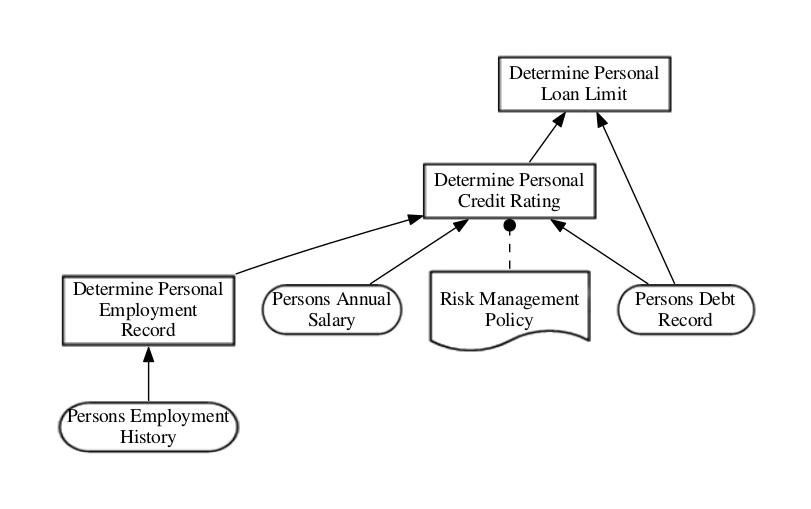 Determine Personal
Loan Limit
Determine Personal
Credit Rating
Determine Personal
Employment
Record
Persons Annual
Salary
Risk Management
Policy
Persons Debt
Record
Persons Employment
History